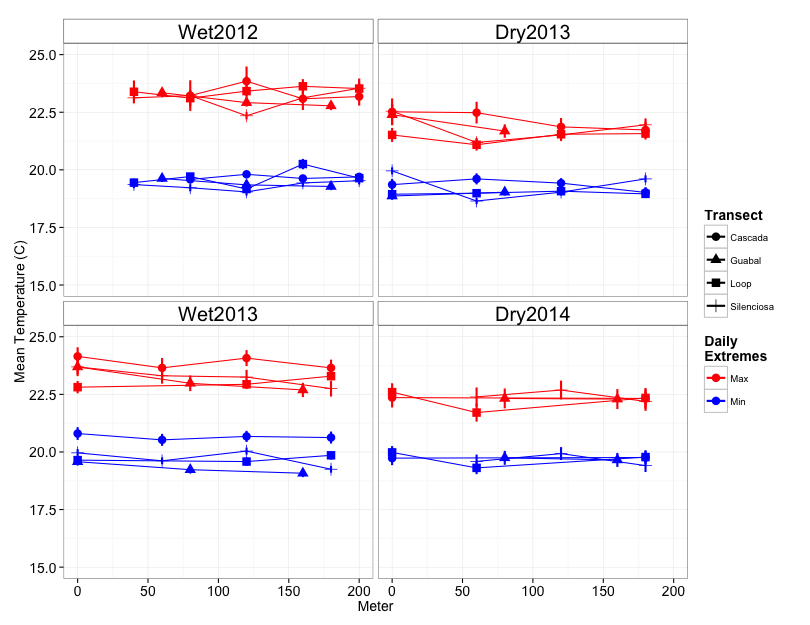 Wet2012
Dry2013
25.0
22.5
20.0
17.5
15.0
Wet2013
Dry2014
25.0
22.5
20.0
17.5
15.0
0 50 100 150 200
0 50 100 150 200
Meter
Mean Temperature (C)
Transect
Cascada
Guabal
Loop
Silenciosa
Daily
Extremes
Max
Min